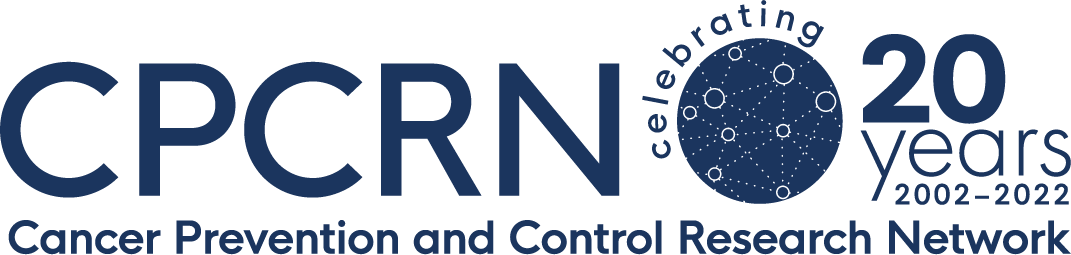 CPCRN
celebrating
20
years
2002–2022
Cancer Prevention and Control Research Network